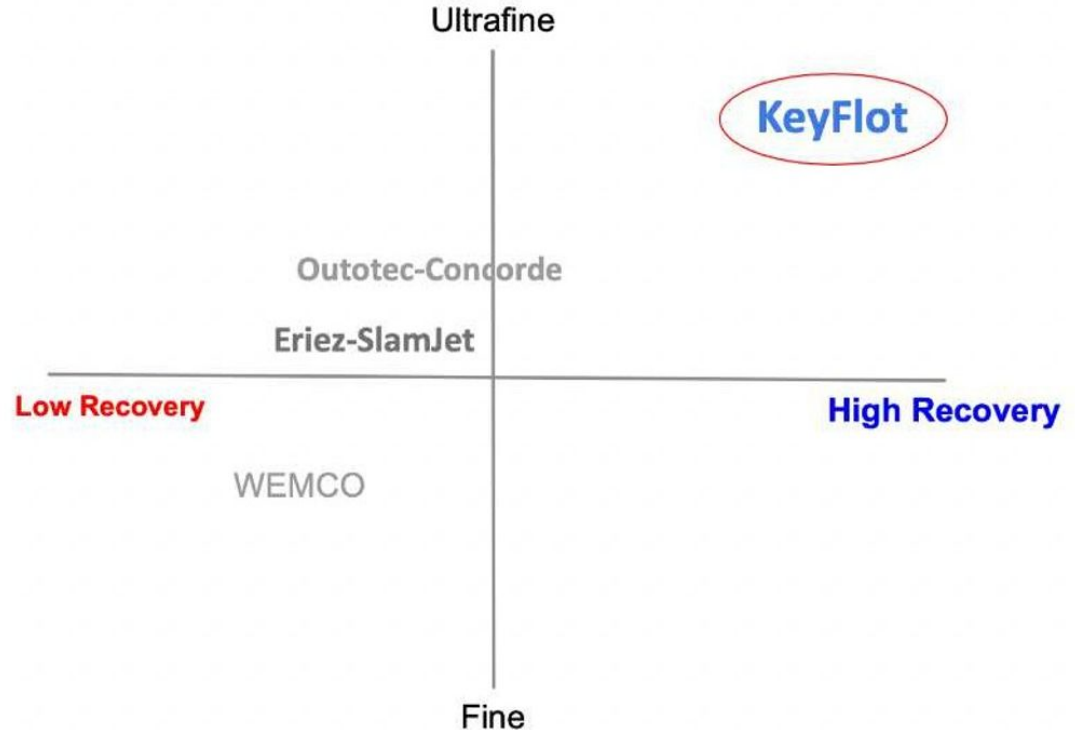 Ultrafine
KeyFlot
Outotec-Concorde
Eriez-SlamJet
Low Recovery
High Recovery
WEMCO
Fine